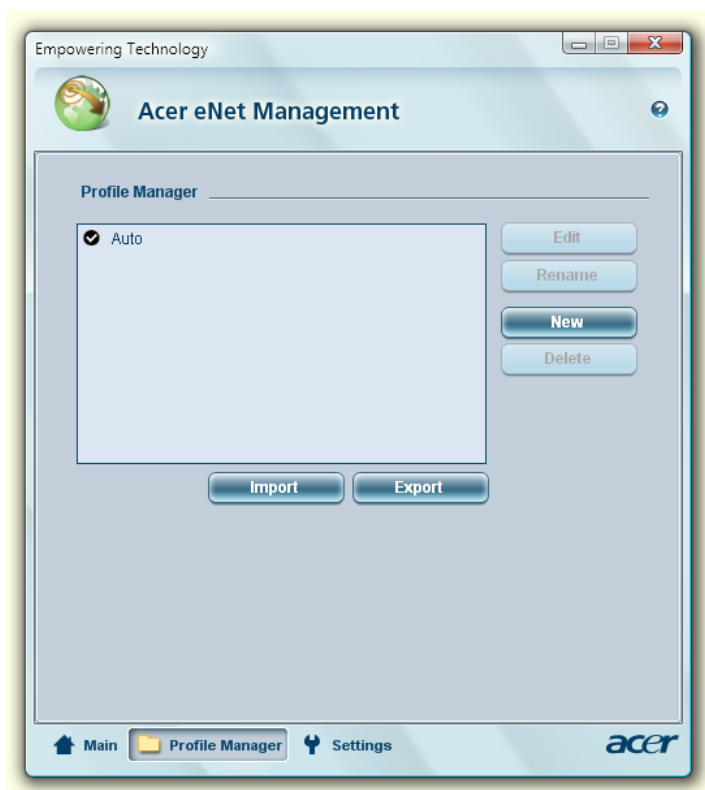 Empowering Technology
Acer eNet Management
Profile Manager
Auto
Edit
Rename
New
Delete
Import Export
Main Profile Manager Settings acer